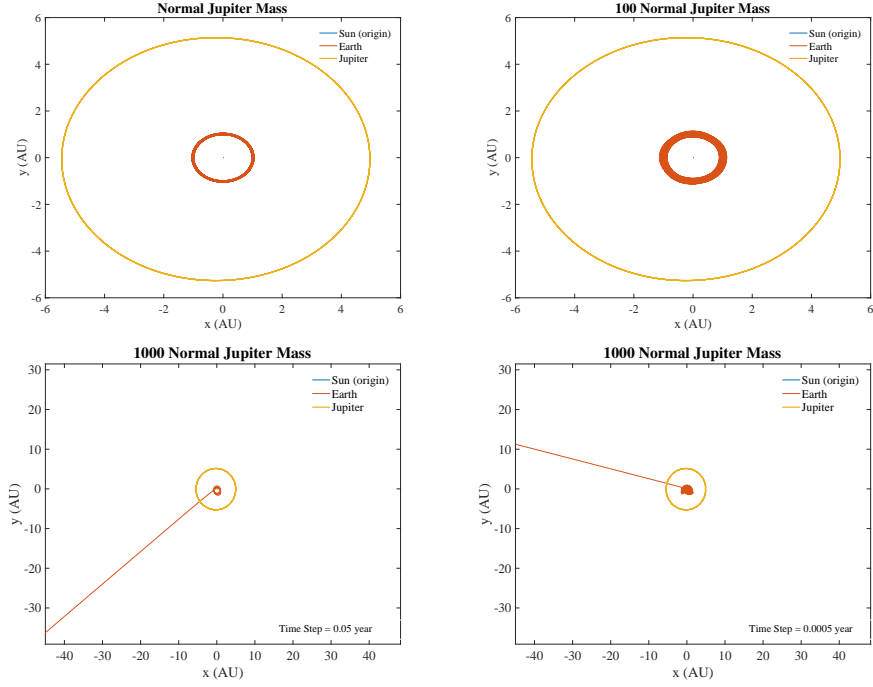 Normal Jupiter Mass
6
4
2
0
-2
-4
-6
y (AU)
-6 -4 -2 0 2 4 6
x (AU)
Sun (origin)
Earth
Jupiter
100 Normal Jupiter Mass
6
4
2
0
-2
-4
-6
y (AU)
-6 -4 -2 0 2 4 6
x (AU)
Sun (origin)
Earth
Jupiter
1000 Normal Jupiter Mass
30
20
10
0
-10
-20
-30
y (AU)
-40 -30 -20 -10 0 10 20 30 40
x (AU)
Sun (origin)
Earth
Jupiter
Time Step = 0.05 year
1000 Normal Jupiter Mass
30
20
10
0
-10
-20
-30
y (AU)
-40 -30 -20 -10 0 10 20 30 40
x (AU)
Sun (origin)
Earth
Jupiter
Time Step = 0.0005 year